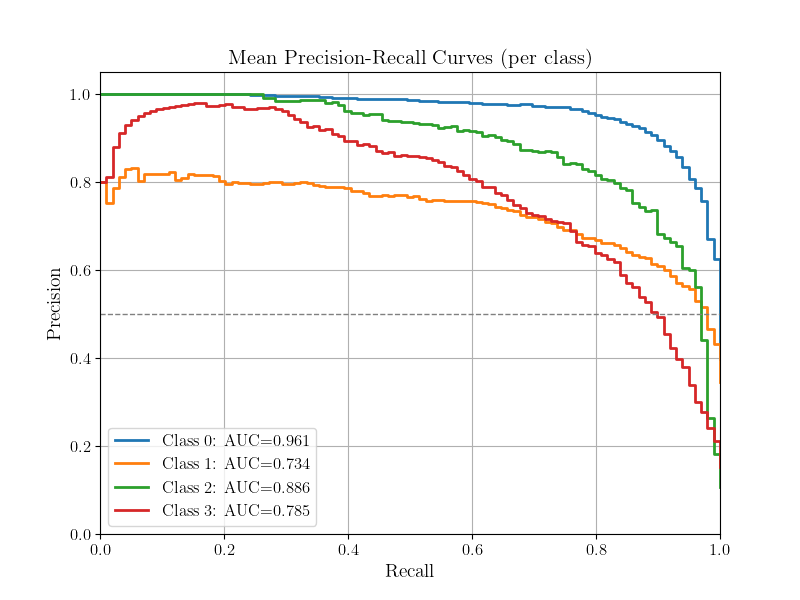 Mean Precision-Recall Curves (per class)
Precision
1.0
0.8
0.6
0.4
0.2
0.0
Class 0: AUC=0.961
Class 1: AUC=0.734
Class 2: AUC=0.886
Class 3: AUC=0.785
0.0 0.2 0.4 0.6 0.8 1.0
Recall